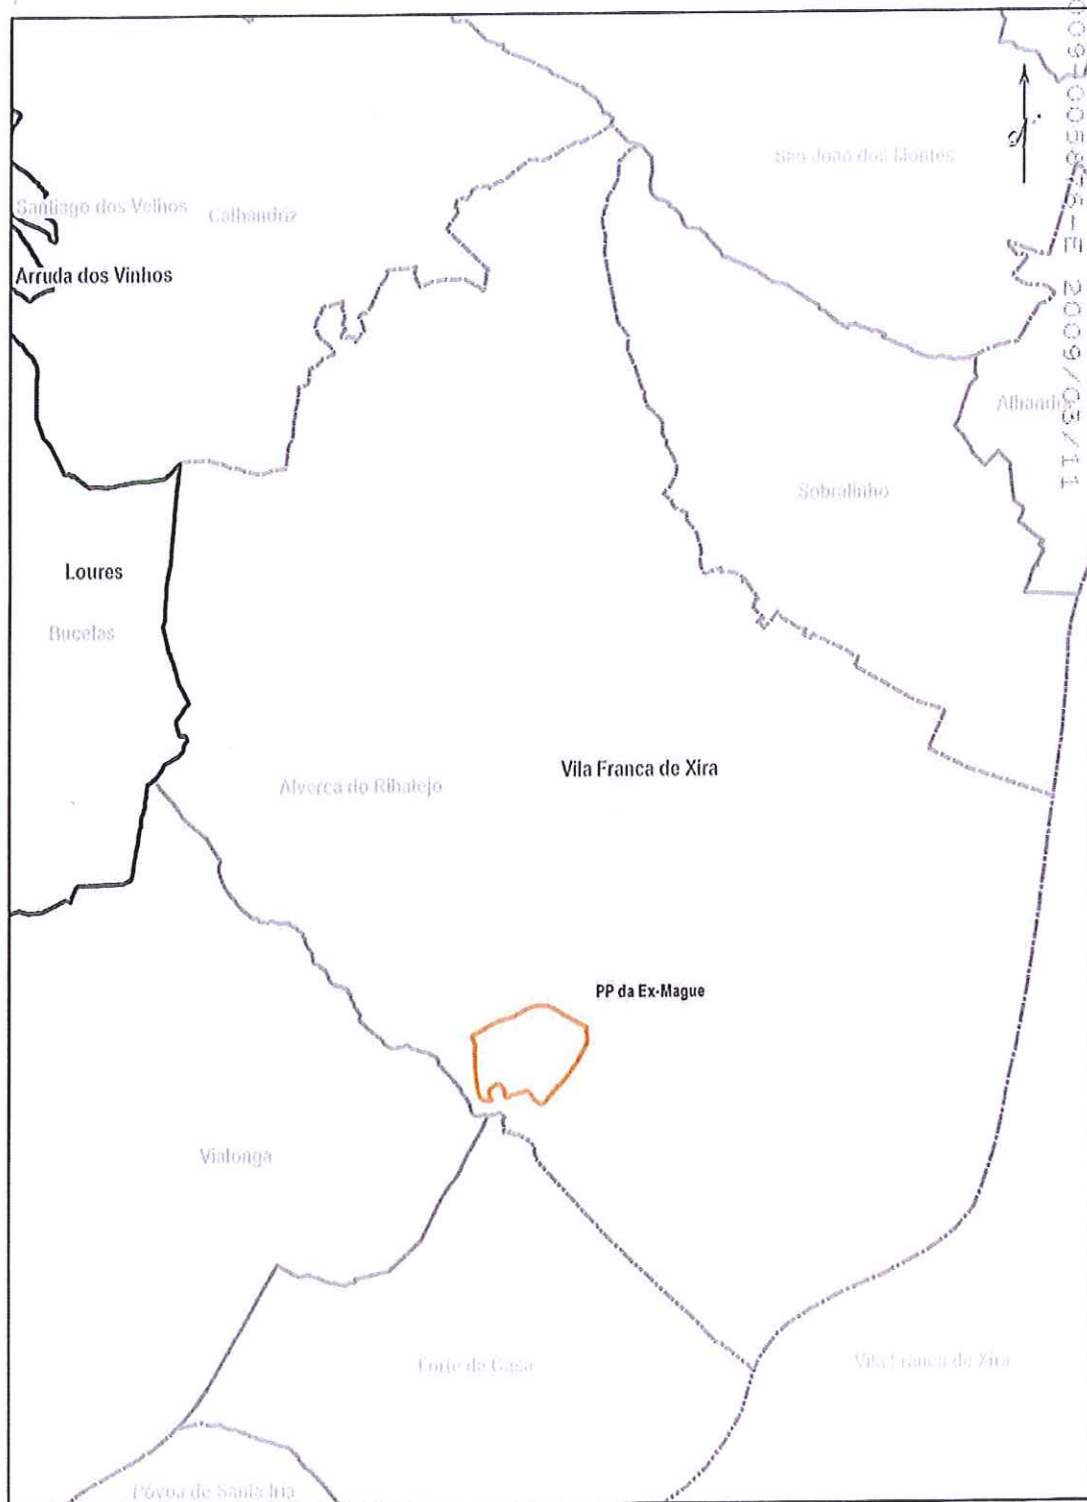 São João dos Montes
Santiago dos Velhos
Calhandriz
Arruda dos Vinhos
2009/08/11
Sobralinho
Loures
Bucelas
Vila Franca de Xira
Alverca do Ribatejo
PP da Ex-Mague
Vialonga
Forte da Casa
Vila Franca de Xira
Póvoa de Santa Iria